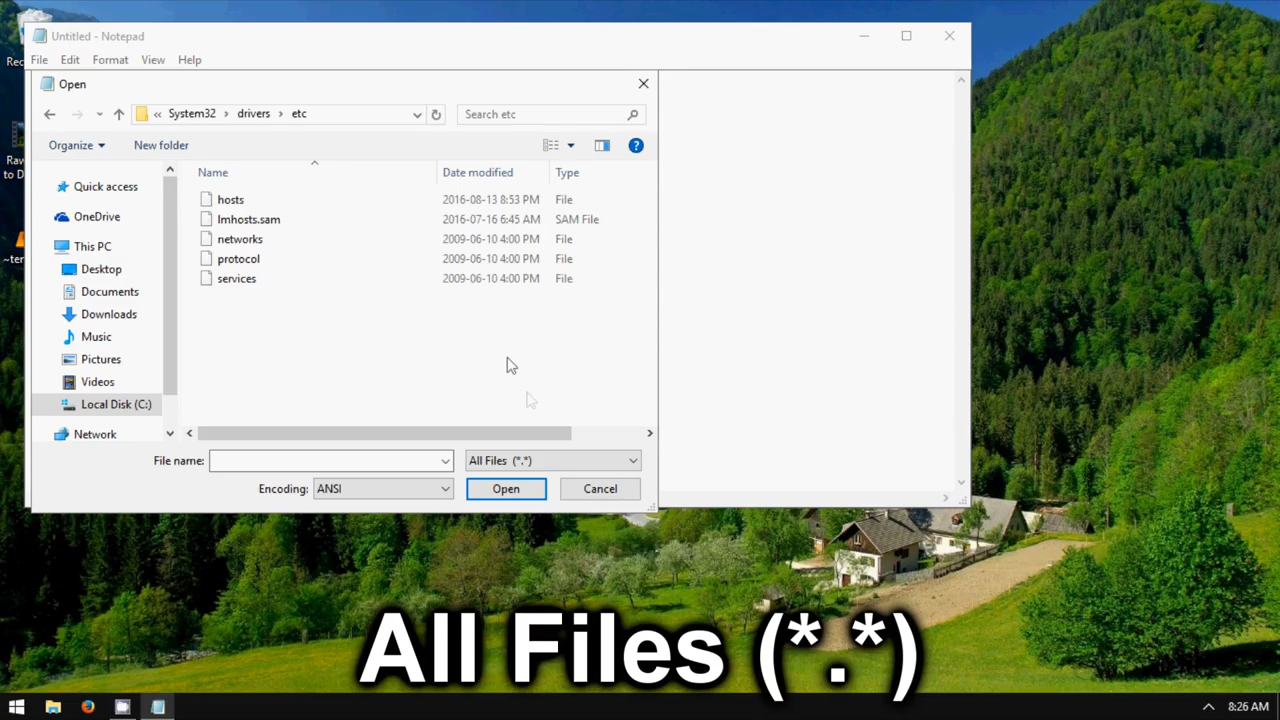 Rec
Raw
to D
~ter
Untitled - Notepad
File Edit Format View Help
Open
« System32 › drivers › etc
Search etc
Organize New folder
?
Name Date modified Type
hosts 2016-08-13 8:53 PM File
lmhosts.sam 2016-07-16 6:45 AM SAM File
networks 2009-06-10 4:00 PM File
protocol 2009-06-10 4:00 PM File
services 2009-06-10 4:00 PM File
Quick access
OneDrive
This PC
Desktop
Documents
Downloads
Music
Pictures
Videos
Local Disk (C:)
Network
File name: All Files (*.*)
Encoding: ANSI Open Cancel
All Files (*.*)
8:26 AM